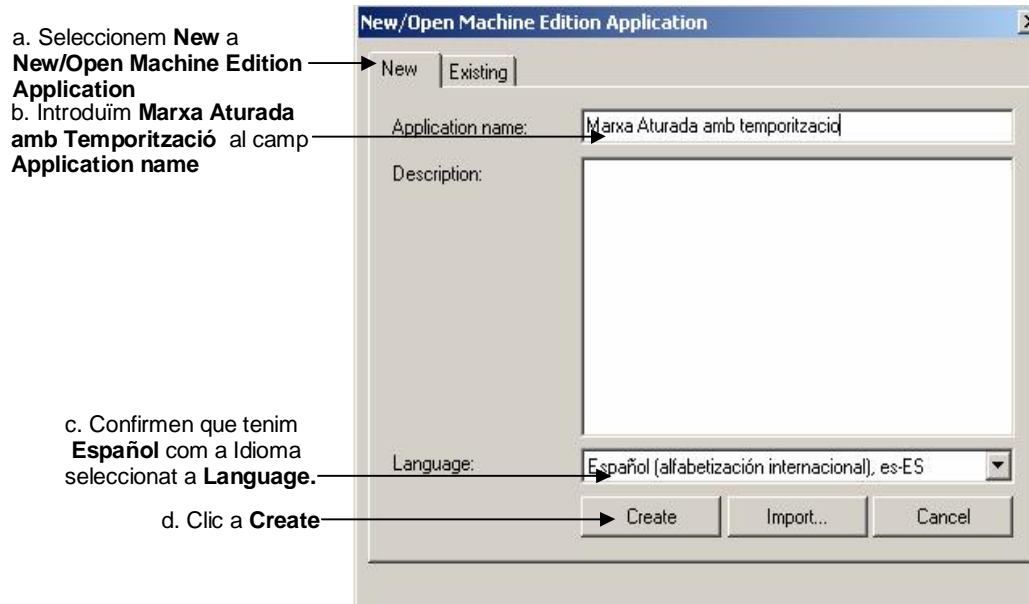 a. Seleccionem New a
New/Open Machine Edition
Application
b. Introduïm Marxa Aturada
amb Temporització al camp
Application name
c. Confirmen que tenim
Español com a Idioma
seleccionat a Language.
d. Clic a Create
New/Open Machine Edition Application
New
Existing
Application name:
Marxa Aturada amb temporitzacio
Description:
Language:
Español (alfabetización internacional), es-ES
Create
Import...
Cancel